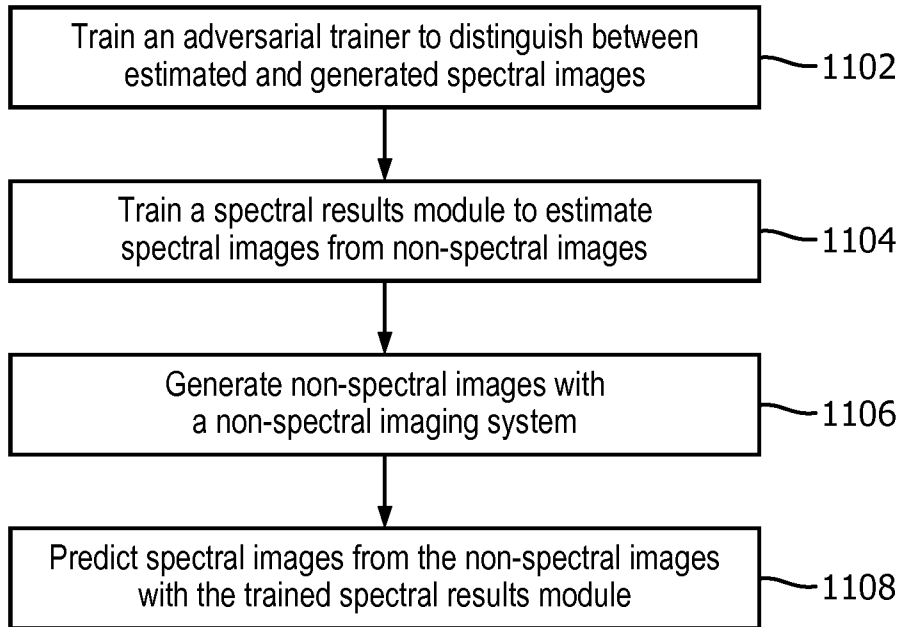 Train an adversarial trainer to distinguish between
estimated and generated spectral images
1102
Train a spectral results module to estimate
spectral images from non-spectral images
1104
Generate non-spectral images with
a non-spectral imaging system
1106
Predict spectral images from the non-spectral images
with the trained spectral results module
1108